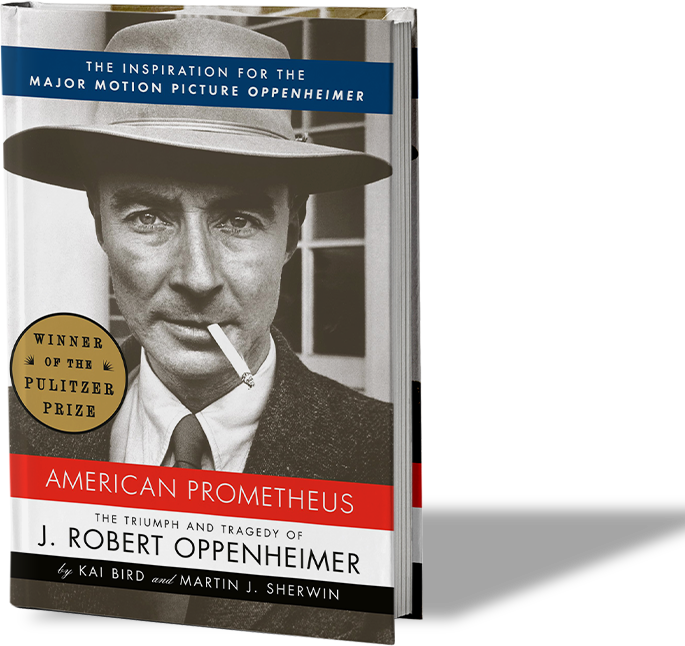 THE INSPIRATION FOR THE
MAJOR MOTION PICTURE OPPENHEIMER
WINNER
OF THE
PULITZER
PRIZE
AMERICAN PROMETHEUS
THE TRIUMPH AND TRAGEDY OF
J. ROBERT OPPENHEIMER
by KAI BIRD and MARTIN J. SHERWIN